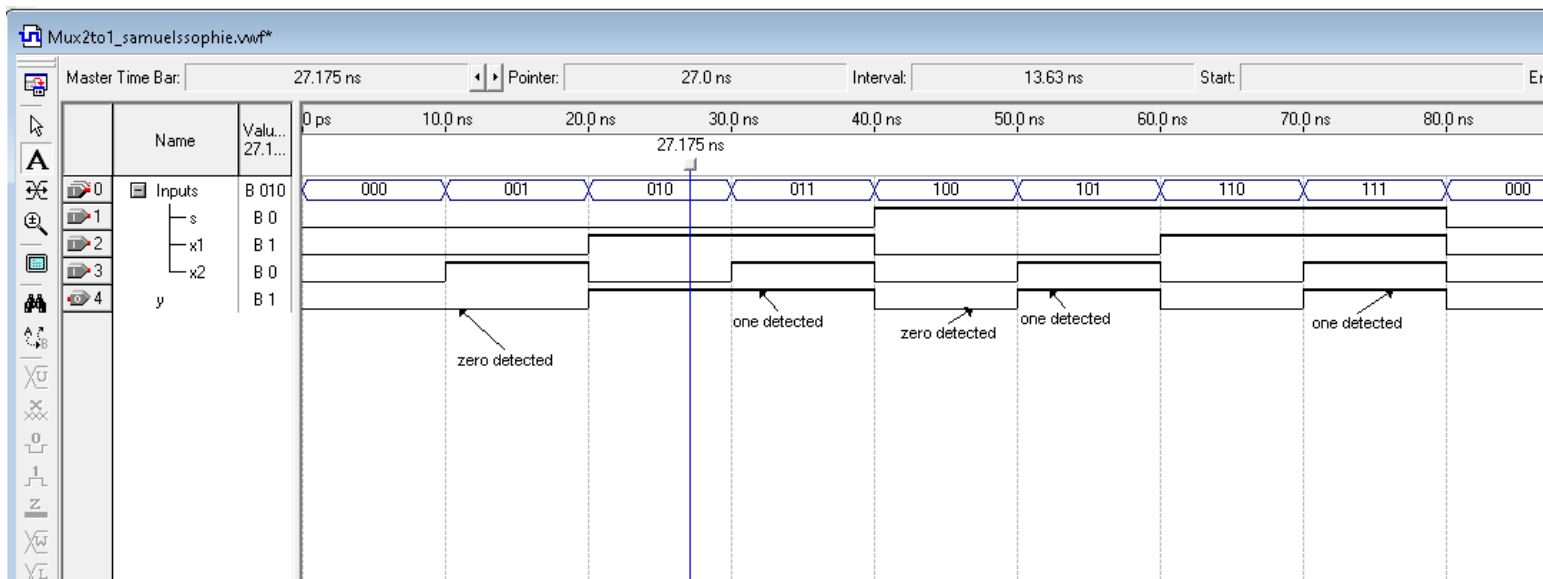 Mux2to1_samuelssophie.vwf*
Master Time Bar: 27.175 ns Pointer: 27.0 ns Interval: 13.63 ns Start:
Name Valu... 27.1...
0 ps 10.0 ns 20.0 ns 30.0 ns 40.0 ns 50.0 ns 60.0 ns 70.0 ns 80.0 ns
27.175 ns
0 Inputs B 010 000 001 010 011 100 101 110 111 000
1 s B 0
2 x1 B 1
3 x2 B 0
4 y B 1
one detected one detected one detected
zero detected
zero detected